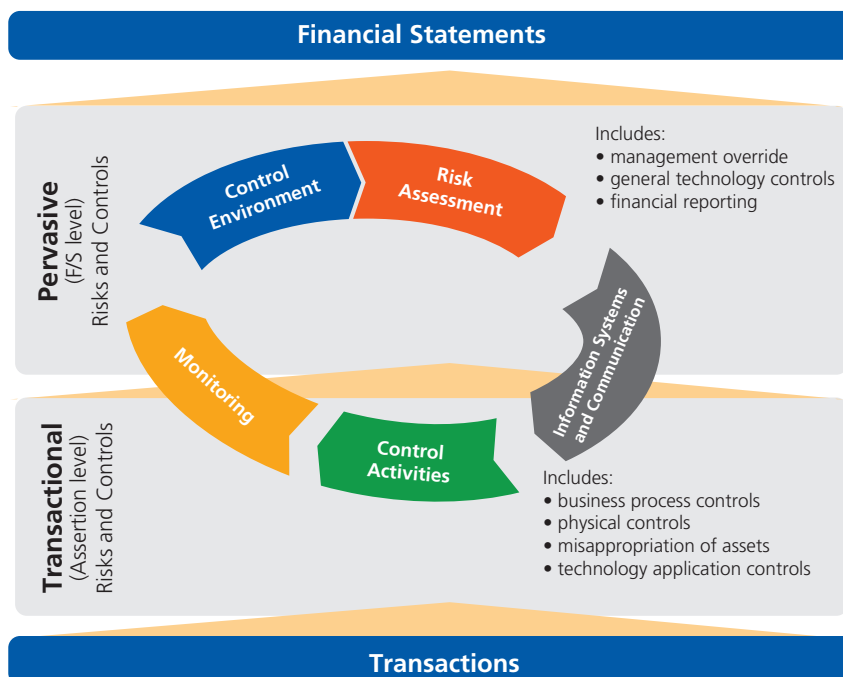 Financial Statements
Pervasive
(F/S level)
Risks and Controls
Control
Environment
Risk
Assessment
Includes:
• management override
• general technology controls
• financial reporting
Information Systems
and Communication
Monitoring
Control
Activities
Transactional
(Assertion level)
Risks and Controls
Includes:
• business process controls
• physical controls
• misappropriation of assets
• technology application controls
Transactions